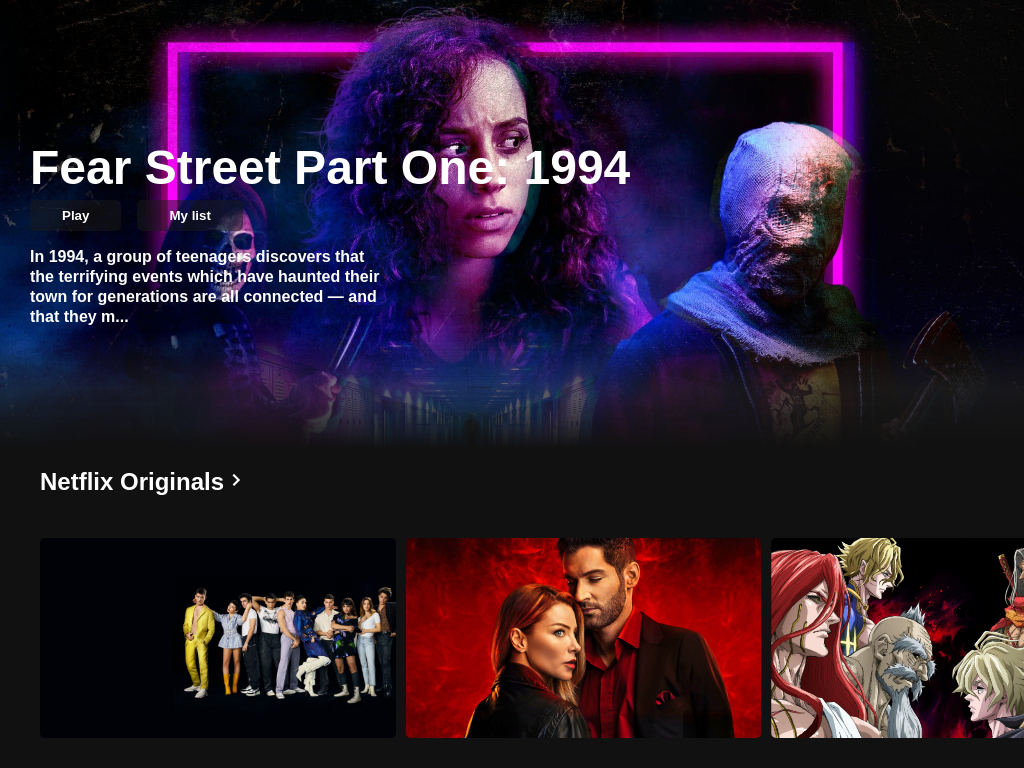 Fear Street Part One: 1994
Play
My list
In 1994, a group of teenagers discovers that
the terrifying events which have haunted their
town for generations are all connected — and
that they m...
Netflix Originals